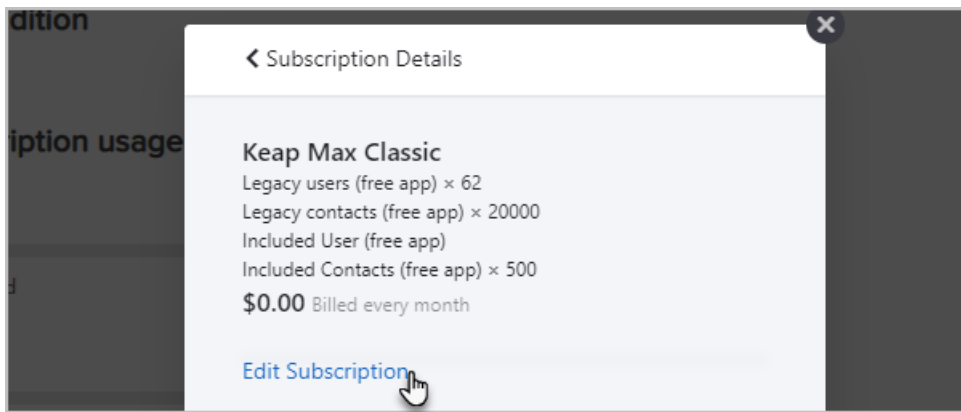 dition
Subscription Details
ription usage
Keap Max Classic
Legacy users (free app) × 62
Legacy contacts (free app) × 20000
Included User (free app)
Included Contacts (free app) × 500
d
$0.00 Billed every month
Edit Subscription